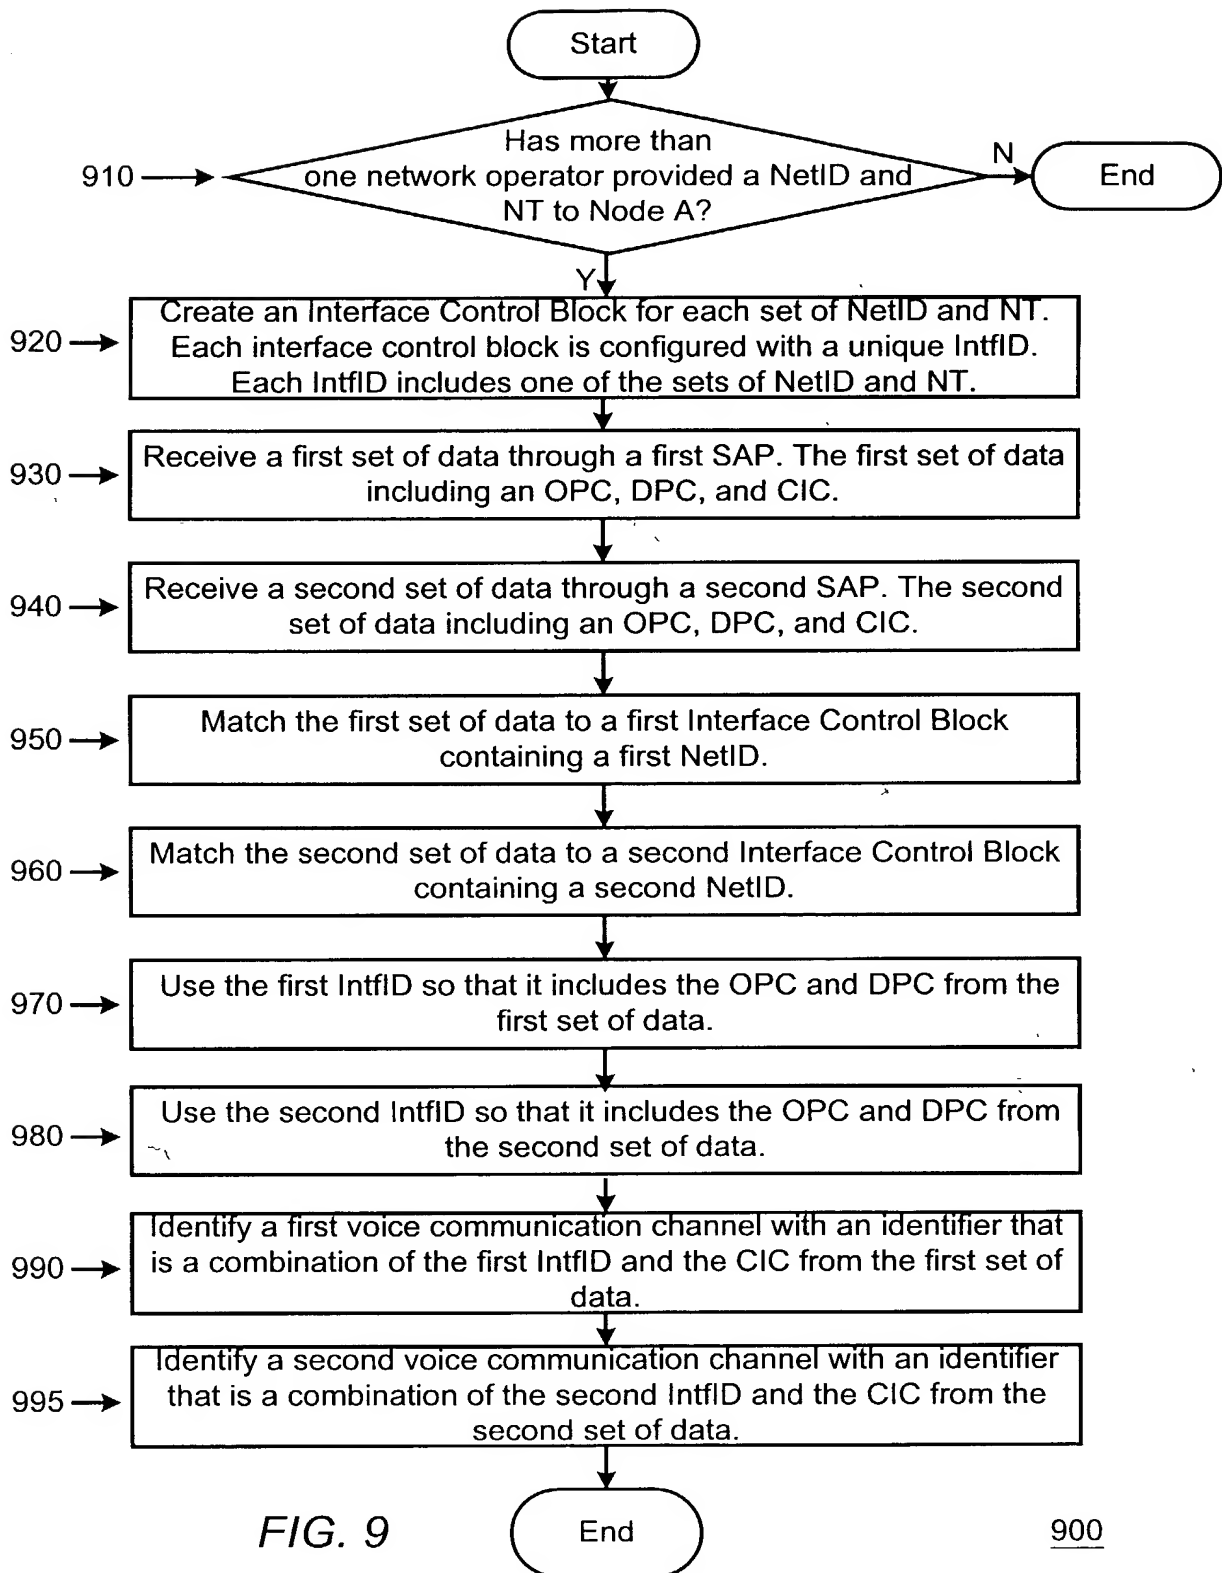 Start
Has more than
one network operator provided a NetID and
NT to Node A?
910
N
End
Y
Create an Interface Control Block for each set of NetID and NT.
Each interface control block is configured with a unique IntfID.
Each IntfID includes one of the sets of NetID and NT.
920
Receive a first set of data through a first SAP. The first set of data
including an OPC, DPC, and CIC.
930
Receive a second set of data through a second SAP. The second
set of data including an OPC, DPC, and CIC.
940
Match the first set of data to a first Interface Control Block
containing a first NetID.
950
Match the second set of data to a second Interface Control Block
containing a second NetID.
960
Use the first IntfID so that it includes the OPC and DPC from the
first set of data.
970
Use the second IntfID so that it includes the OPC and DPC from
the second set of data.
980
Identify a first voice communication channel with an identifier that
is a combination of the first IntfID and the CIC from the first set of
data.
990
Identify a second voice communication channel with an identifier
that is a combination of the second IntfID and the CIC from the
second set of data.
995
End
FIG. 9
900